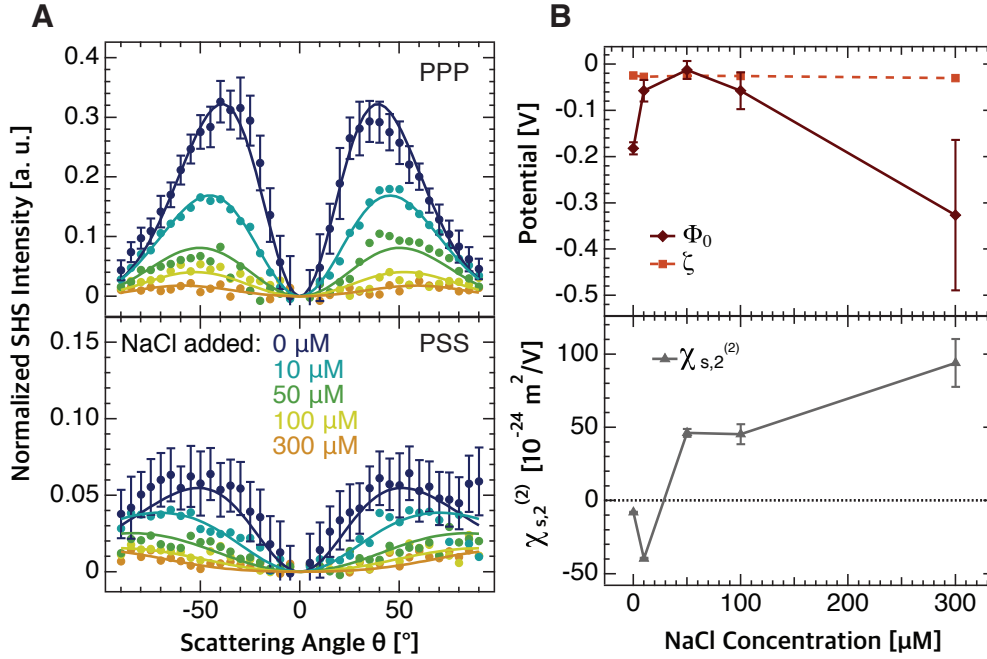 A
PPP
0.4
0.3
0.2
0.1
0
Normalized SHS Intensity [a. u.]
NaCl added:
0 µM
10 µM
50 µM
100 µM
300 µM
PSS
0.15
0.10
0.05
0
-50
0
50
Scattering Angle θ [°]
B
0
-0.1
-0.2
-0.3
-0.4
-0.5
Potential [V]
Φ₀
ζ
χ s,2 ⁽²⁾
100
50
0
-50
χ s,2 ⁽²⁾ [10⁻²⁴ m²/V]
0
100
200
300
NaCl Concentration [µM]